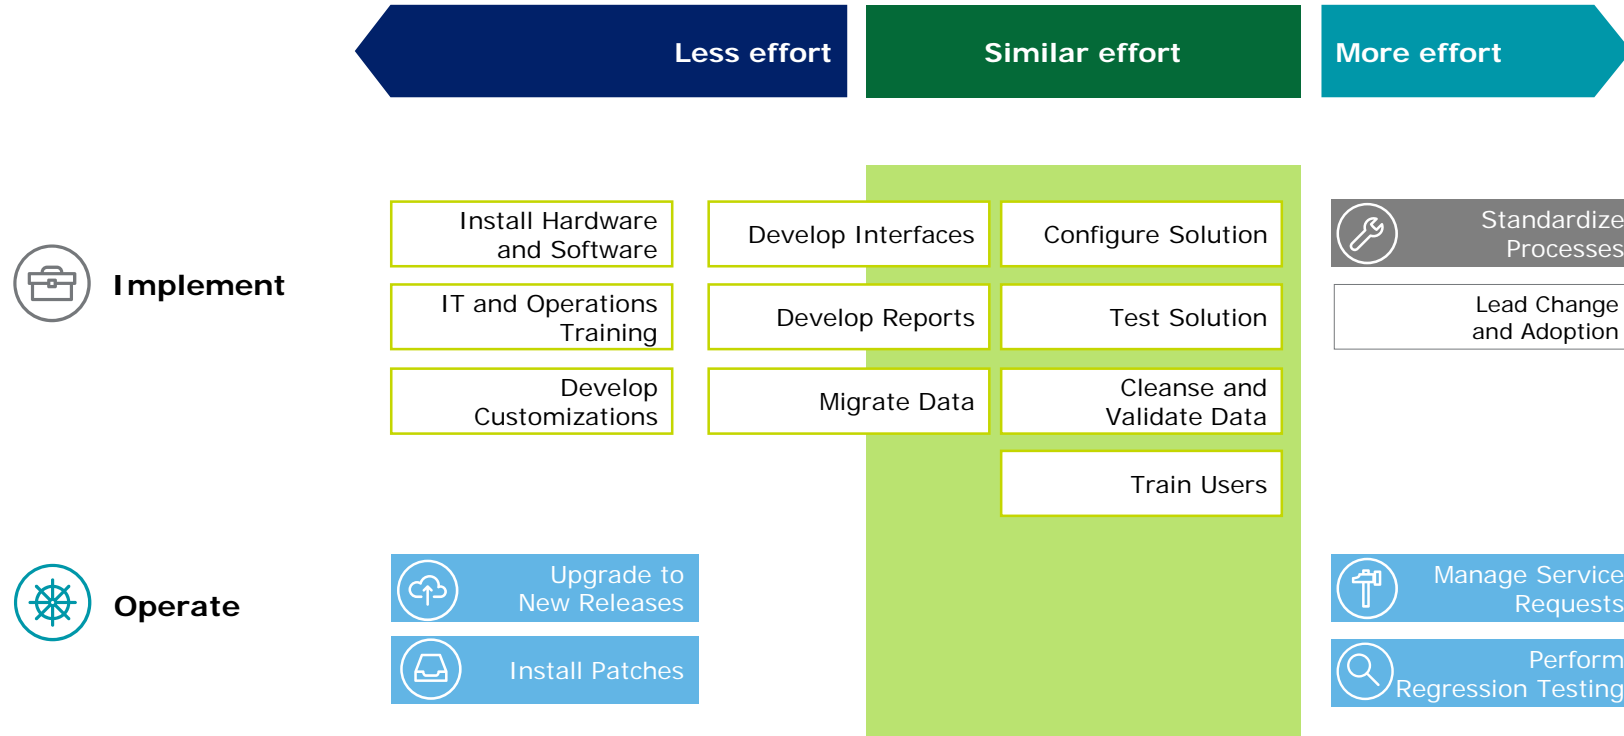 Less effort
Similar effort
More effort
Implement
Install Hardware
and Software
Develop Interfaces
Configure Solution
Standardize
Processes
IT and Operations
Training
Develop Reports
Test Solution
Lead Change
and Adoption
Develop
Customizations
Migrate Data
Cleanse and
Validate Data
Train Users
Operate
Upgrade to
New Releases
Manage Service
Requests
Install Patches
Perform
Regression Testing